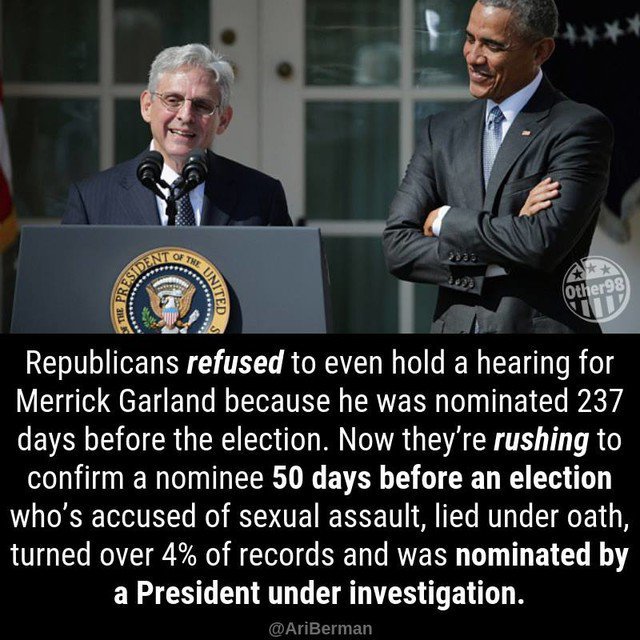 PRESIDENT OF THE UNITED S
THE
Other98
Republicans refused to even hold a hearing for
Merrick Garland because he was nominated 237
days before the election. Now they’re rushing to
confirm a nominee 50 days before an election
who’s accused of sexual assault, lied under oath,
turned over 4% of records and was nominated by
a President under investigation.
@AriBerman